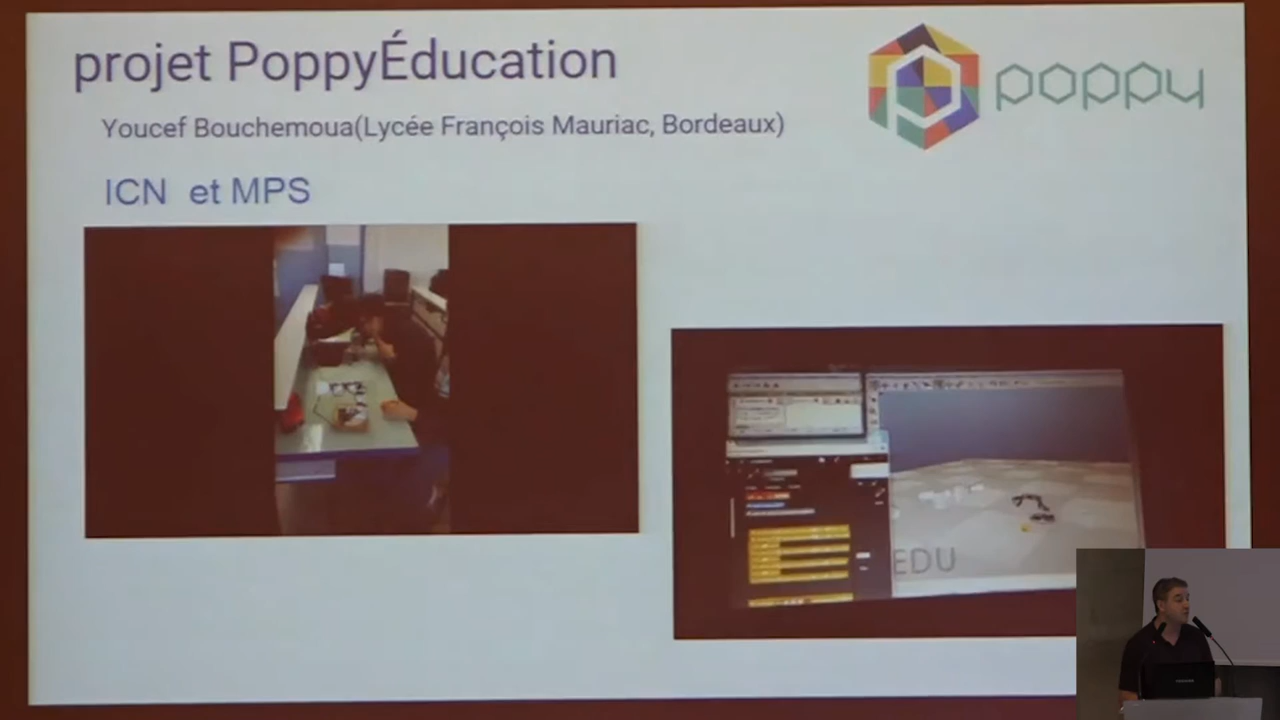 projet PoppyÉducation
poppy
Youcef Bouchemoua(Lycée François Mauriac, Bordeaux)
ICN et MPS
EDU